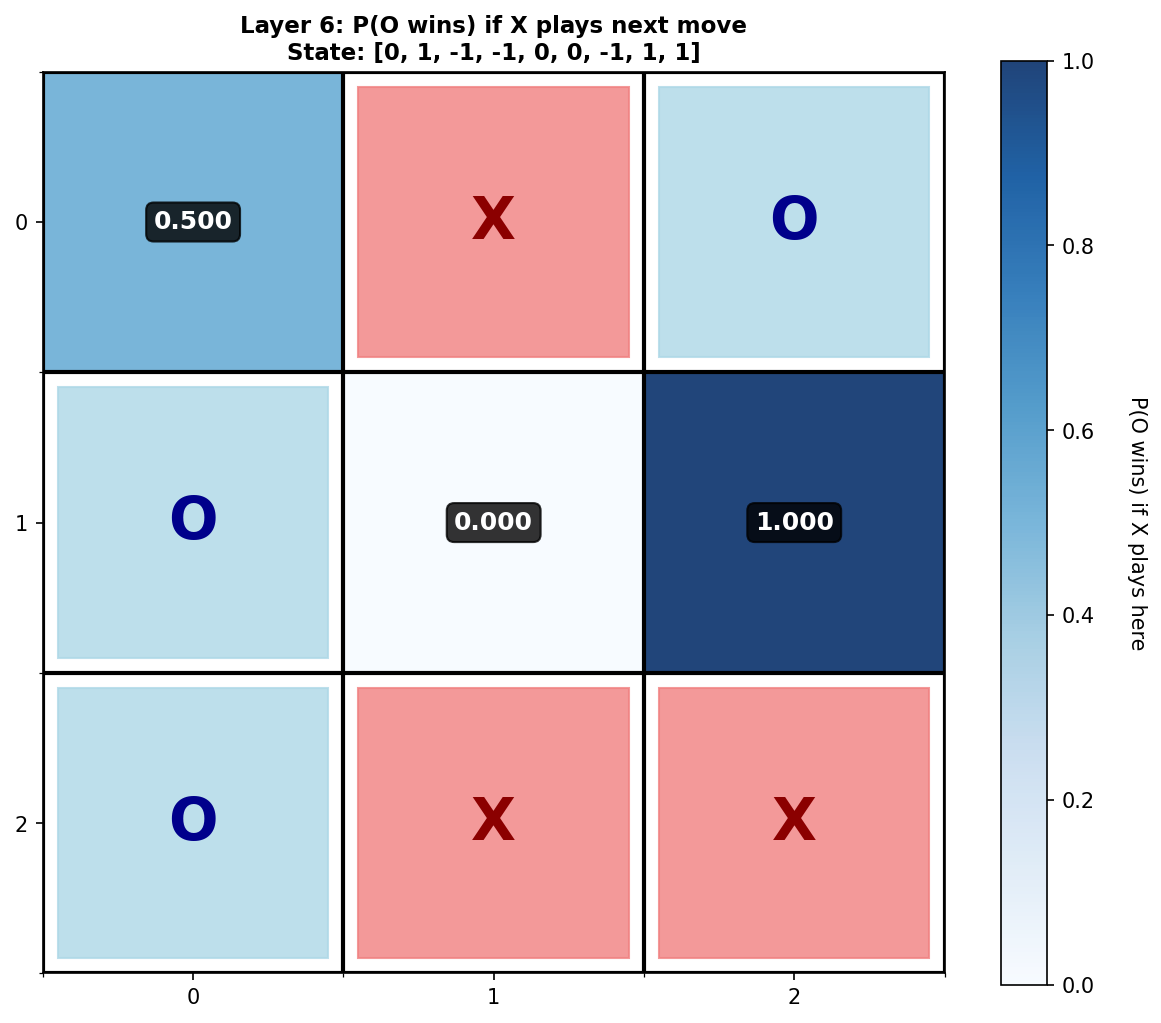 Layer 6: P(O wins) if X plays next move
State: [0, 1, -1, -1, 0, 0, -1, 1, 1]
0
0.500
X
O
1
O
0.000
1.000
2
O
X
X
0
1
2
1.0
0.8
0.6
0.4
0.2
0.0
P(O wins) if X plays here